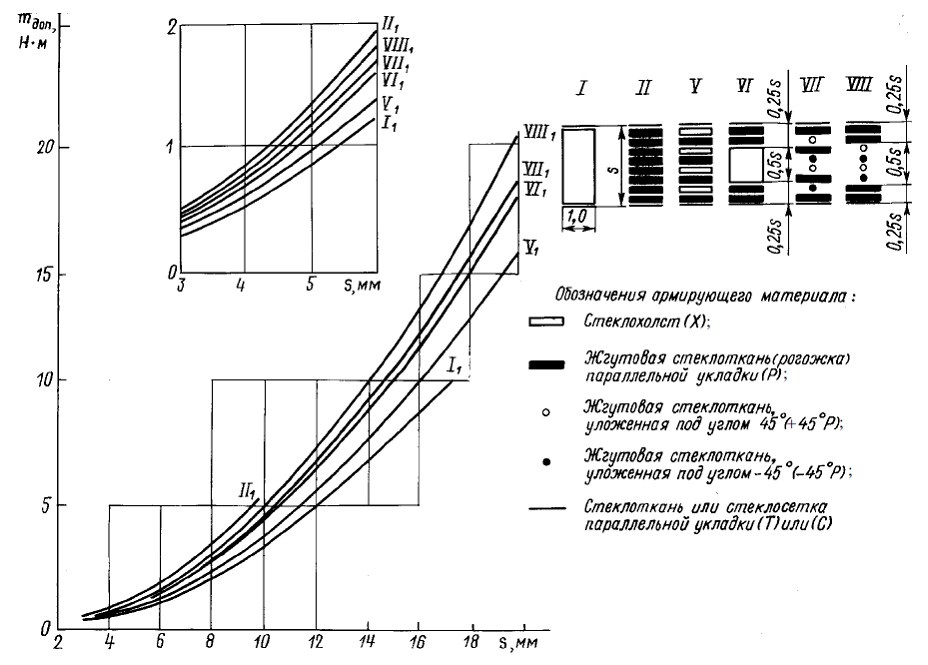 mдоп,
Н·м
20
15
10
5
0
2
4
6
8
10
12
14
16
18
s, мм
2
1
0
3
4
5
s, мм
II₁
VIII₁
VII₁
VI₁
V₁
I₁
VIII₁
VII₁
VI₁
V₁
I₁
II₁
I II V VI VII VIII
0,25s
0,5s
0,25s
0,25s
0,5s
0,25s
s
1,0
Обозначения армирующего материала:
Стеклохолст (Х);
Жгутовая стеклоткань (рогожка)
параллельной укладки (Р);
Жгутовая стеклоткань,
уложенная под углом 45° (+45°Р);
Жгутовая стеклоткань,
уложенная под углом -45° (-45°Р);
Стеклоткань или стеклосетка
параллельной укладки (Т) или (С)